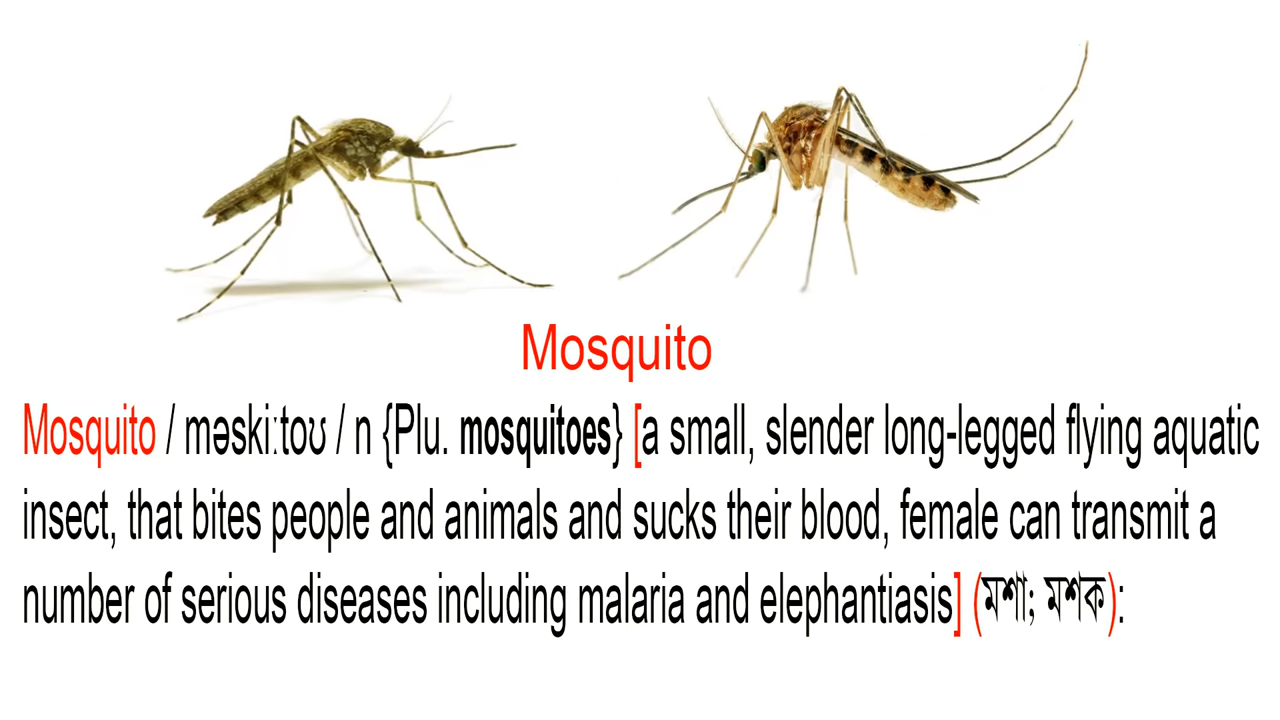 Mosquito
Mosquito / məskiːtoʊ / n {Plu. mosquitoes} [a small, slender long-legged flying aquatic
insect, that bites people and animals and sucks their blood, female can transmit a
number of serious diseases including malaria and elephantiasis] (মশা; মশক):